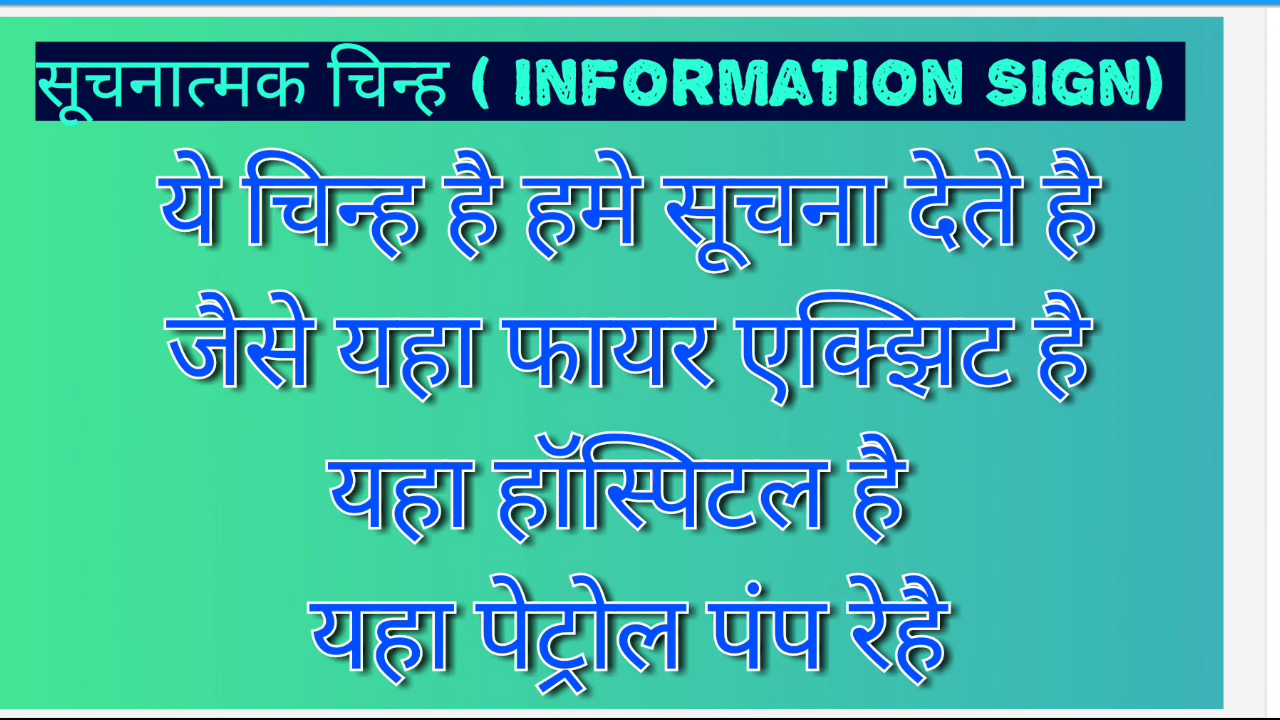 सूचनात्मक चिन्ह ( INFORMATION SIGN)
ये चिन्ह है हमे सूचना देते है
जैसे यहा फायर एक्झिट है
यहा हॉस्पिटल है
यहा पेट्रोल पंप रेहै